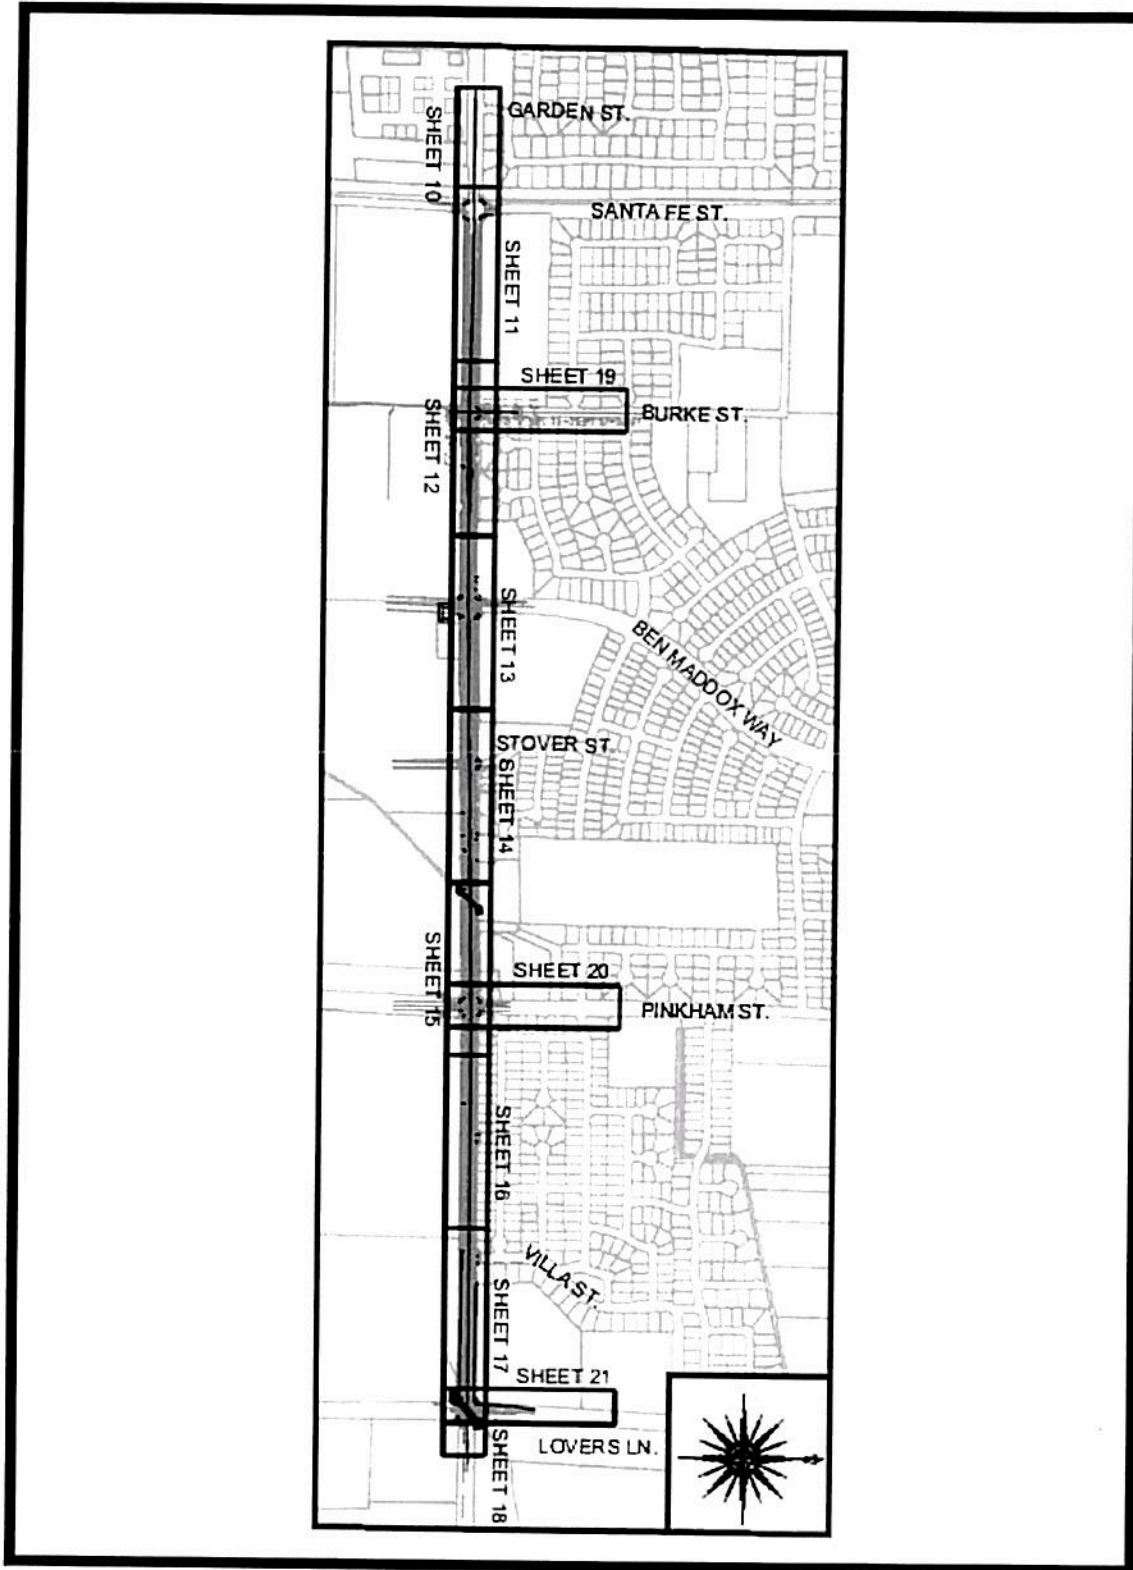 GARDEN ST.
SHEET 10
SANTA FE ST.
SHEET 11
SHEET 19
BURKE ST.
SHEET 12
SHEET 13
BEN MADDOX WAY
STOVER ST.
SHEET 14
SHEET 15
SHEET 20
PINKHAM ST.
SHEET 16
VILLA ST.
SHEET 17
SHEET 21
LOVERS LN.
SHEET 18